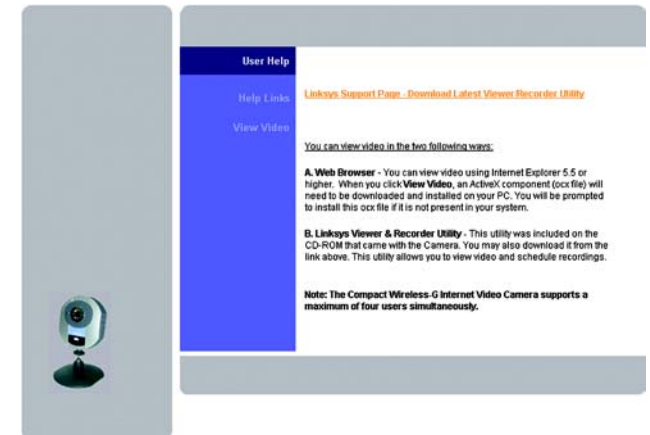 User Help
Help Links
View Video
Linksys Support Page - Download Latest Viewer/Recorder Utility
You can view video in the two following ways:
A. Web Browser - You can view video using Internet Explorer 5.5 or
higher. When you click View Video, an ActiveX component (ocx file) will
need to be downloaded and installed on your PC. You will be prompted
to install this ocx file if it is not present in your system.
B. Linksys Viewer & Recorder Utility - This utility was included on the
CD-ROM that came with the Camera. You may also download it from the
link above. This utility allows you to view video and schedule recordings.
Note: The Compact Wireless-G Internet Video Camera supports a
maximum of four users simultaneously.